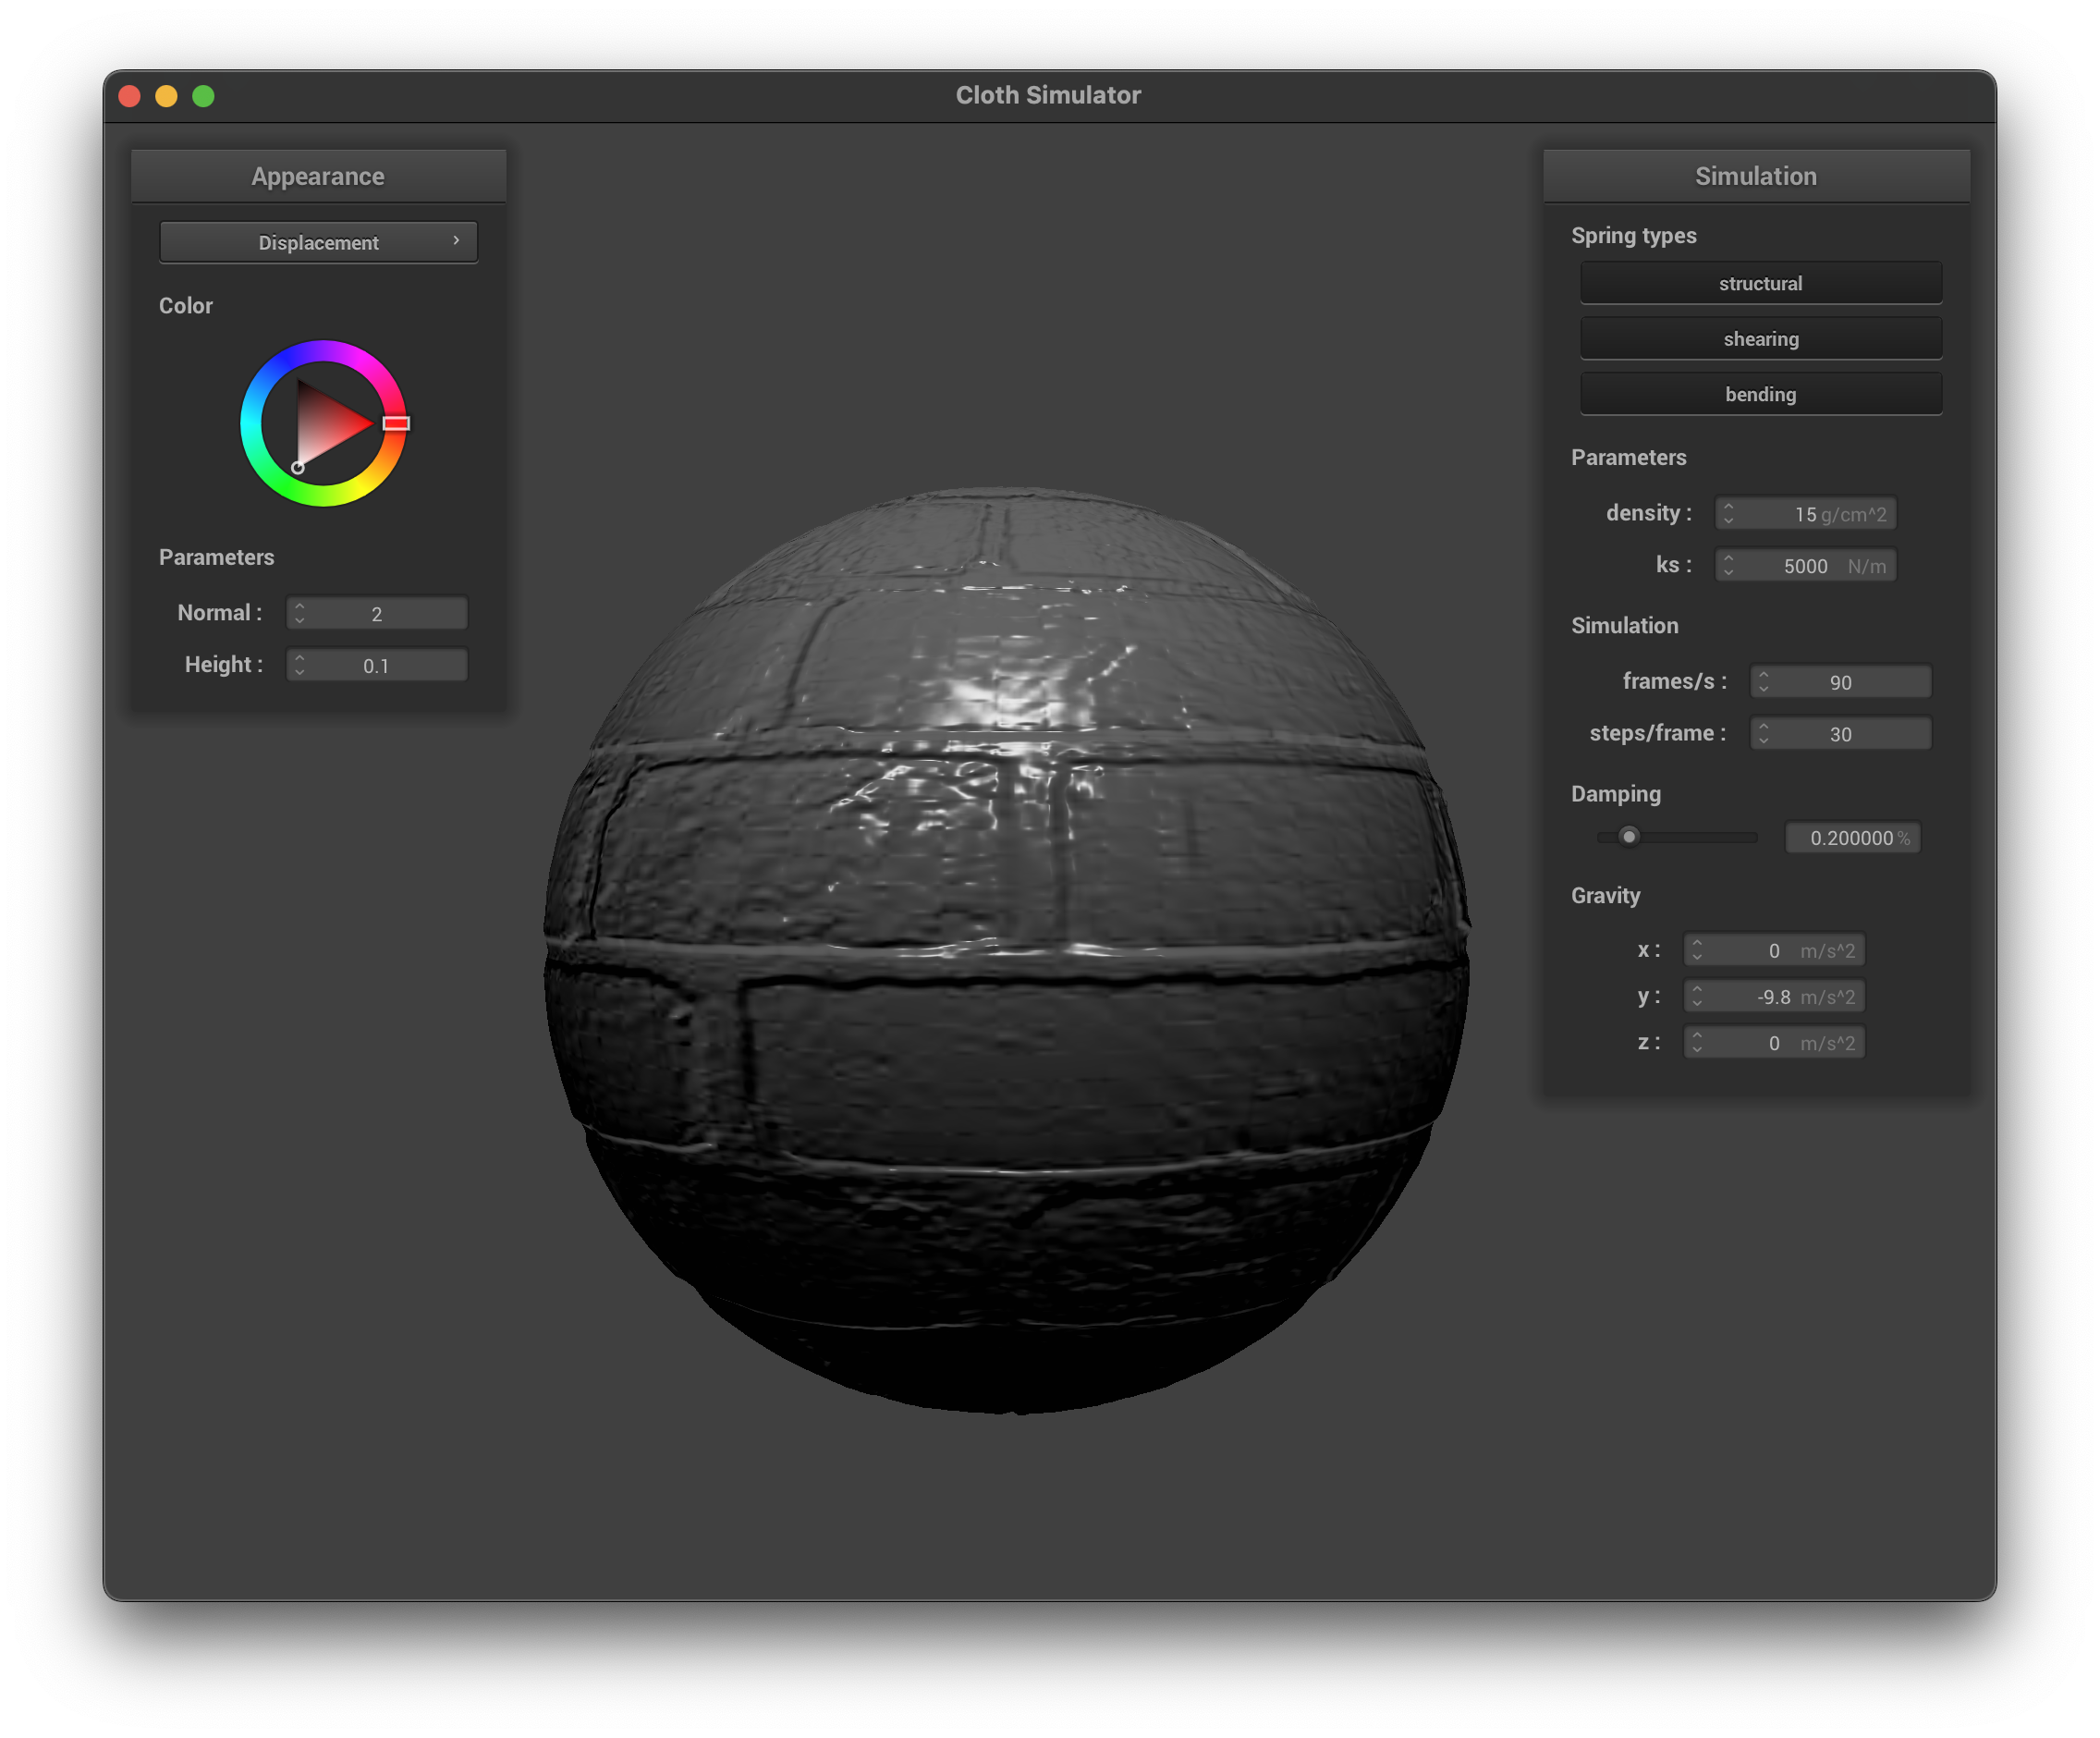 Cloth Simulator
Appearance
Displacement
Color
Parameters
Normal : 2
Height : 0.1
Simulation
Spring types
structural
shearing
bending
Parameters
density : 15 g/cm^2
ks : 5000 N/m
Simulation
frames/s : 90
steps/frame : 30
Damping
0.200000 %
Gravity
x : 0 m/s^2
y : -9.8 m/s^2
z : 0 m/s^2